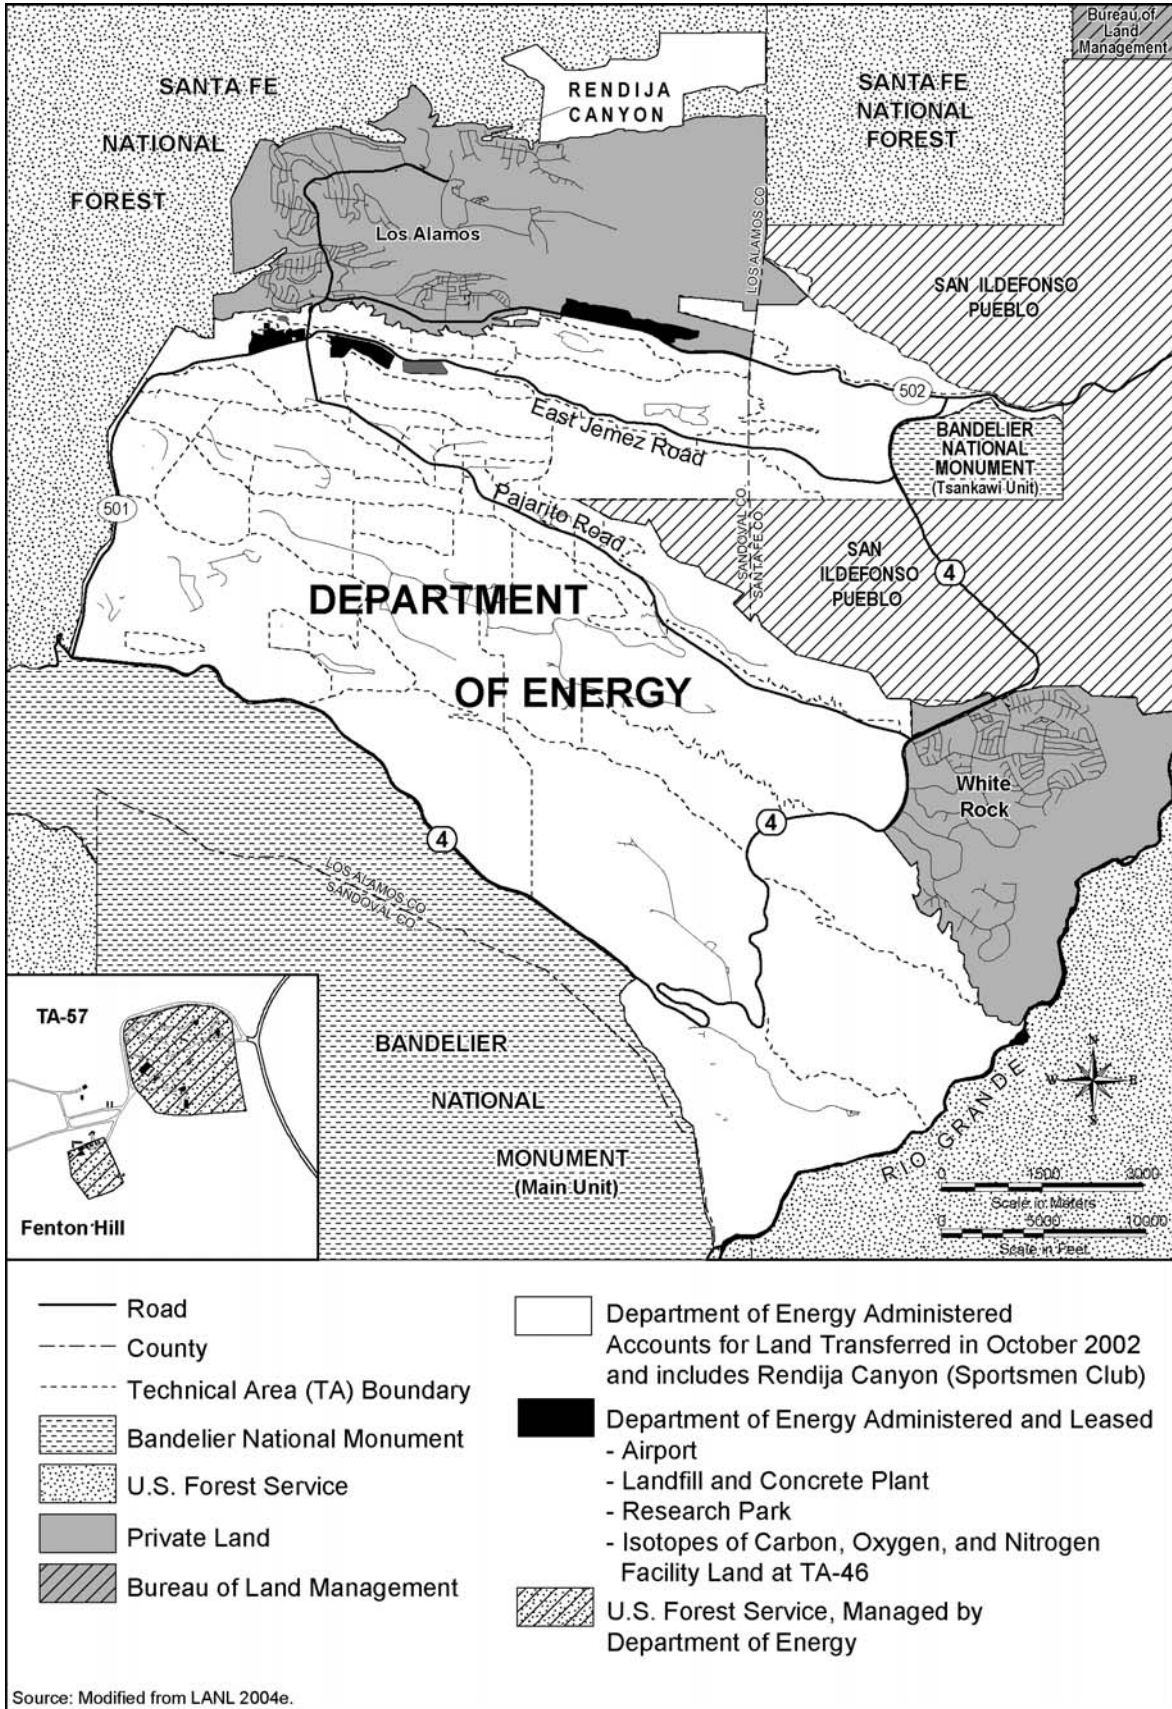 Bureau of
Land
Management
SANTA FE
NATIONAL
FOREST
RENDIJA
CANYON
SANTA FE
NATIONAL
FOREST
Los Alamos
LOS ALAMOS CO.
SAN ILDEFONSO
PUEBLO
502
East Jemez Road
BANDELIER
NATIONAL
MONUMENT
(Tsankawi Unit)
501
Pajarito Road
SANDOVAL CO.
SANTA FE CO.
SAN
ILDEFONSO
PUEBLO
4
DEPARTMENT
OF ENERGY
White
Rock
4
4
LOS ALAMOS CO.
SANDOVAL CO.
TA-57
Fenton Hill
BANDELIER
NATIONAL
MONUMENT
(Main Unit)
RIO GRANDE
N
W E
S
0 1500 3000
Scale in Meters
0 5000 10000
Scale in Feet
Road
County
Technical Area (TA) Boundary
Bandelier National Monument
U.S. Forest Service
Private Land
Bureau of Land Management
Department of Energy Administered
Accounts for Land Transferred in October 2002
and includes Rendija Canyon (Sportsmen Club)
Department of Energy Administered and Leased
- Airport
- Landfill and Concrete Plant
- Research Park
- Isotopes of Carbon, Oxygen, and Nitrogen
Facility Land at TA-46
U.S. Forest Service, Managed by
Department of Energy
Source: Modified from LANL 2004e.